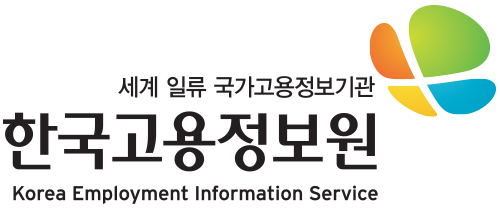 세계 일류 국가고용정보기관
한국고용정보원
Korea Employment Information Service